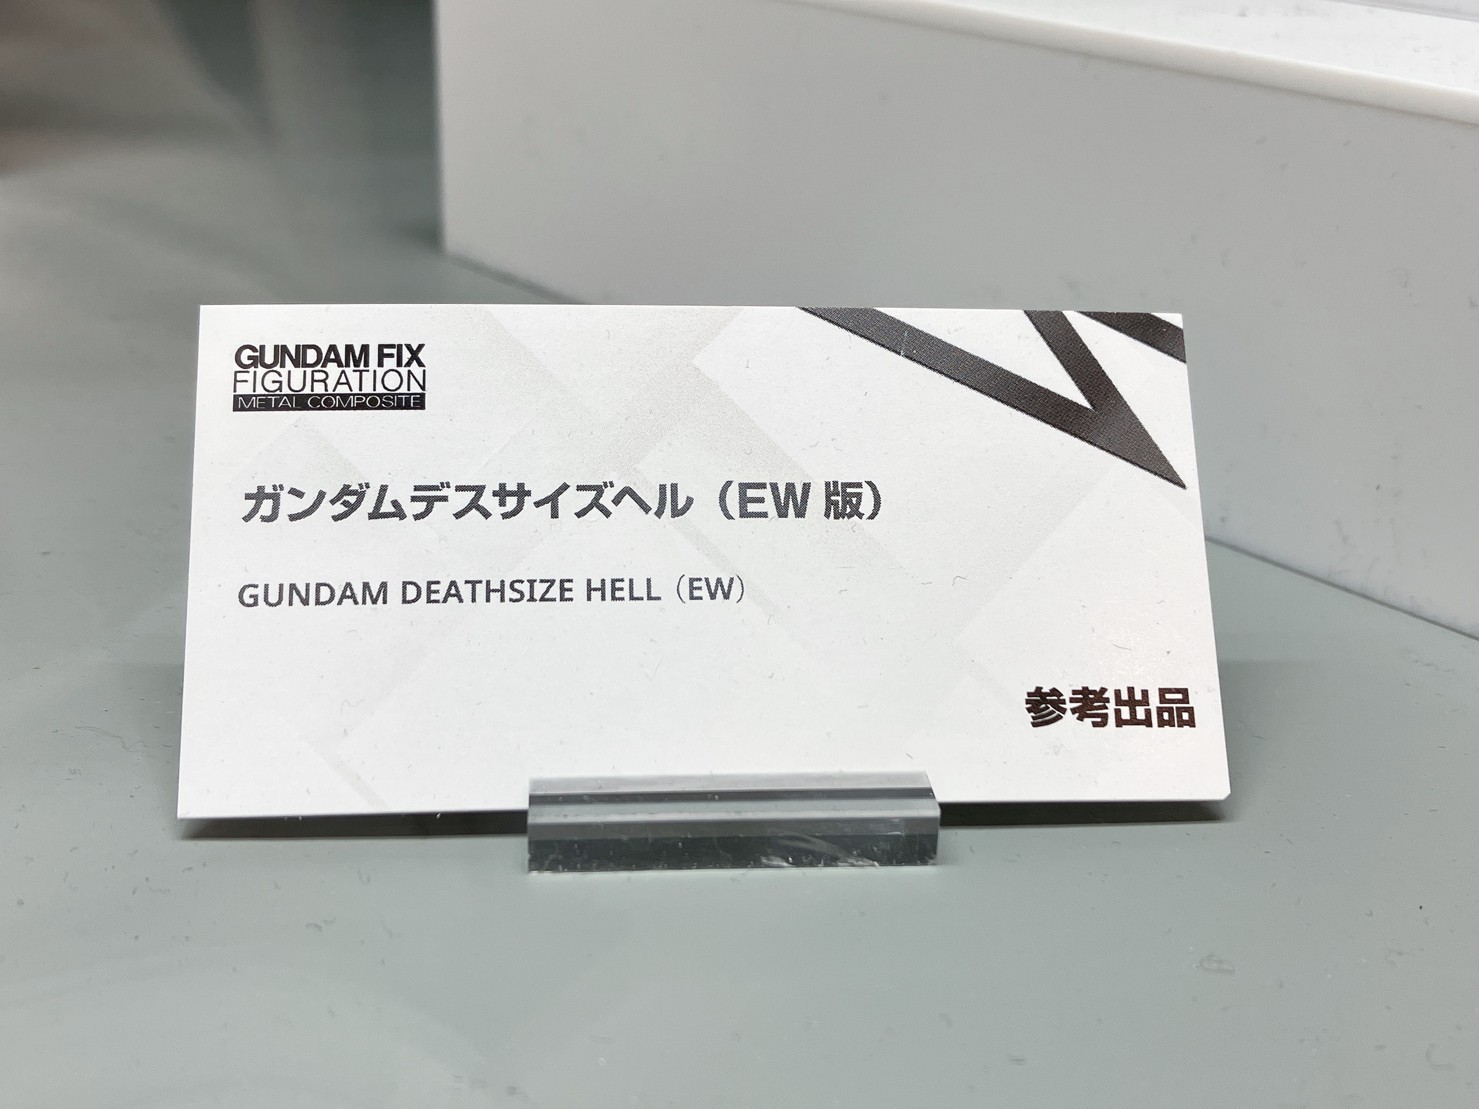 GUNDAM FIX
FIGURATION
METAL COMPOSITE
ガンダムデスサイズヘル（EW 版）
GUNDAM DEATHSIZE HELL（EW）
参考出品